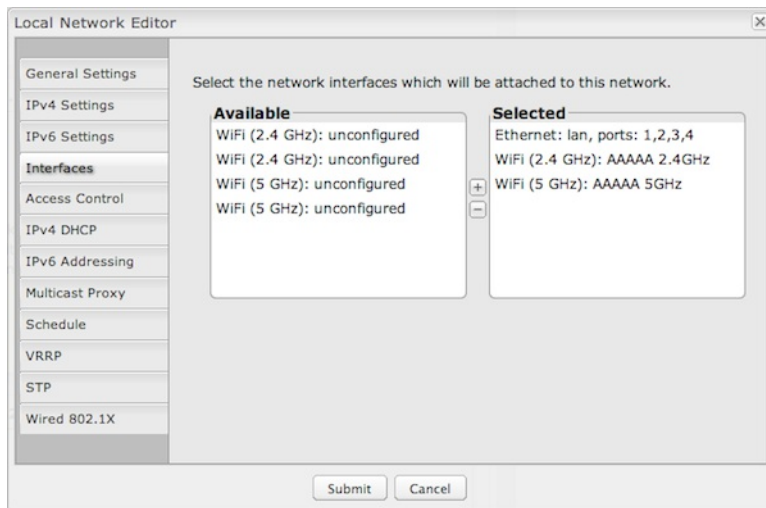 Local Network Editor
General Settings
IPv4 Settings
IPv6 Settings
Interfaces
Access Control
IPv4 DHCP
IPv6 Addressing
Multicast Proxy
Schedule
VRRP
STP
Wired 802.1X
Select the network interfaces which will be attached to this network.
Available
WiFi (2.4 GHz): unconfigured
WiFi (2.4 GHz): unconfigured
WiFi (5 GHz): unconfigured
WiFi (5 GHz): unconfigured
+
−
Selected
Ethernet: lan, ports: 1,2,3,4
WiFi (2.4 GHz): AAAAA 2.4GHz
WiFi (5 GHz): AAAAA 5GHz
Submit
Cancel